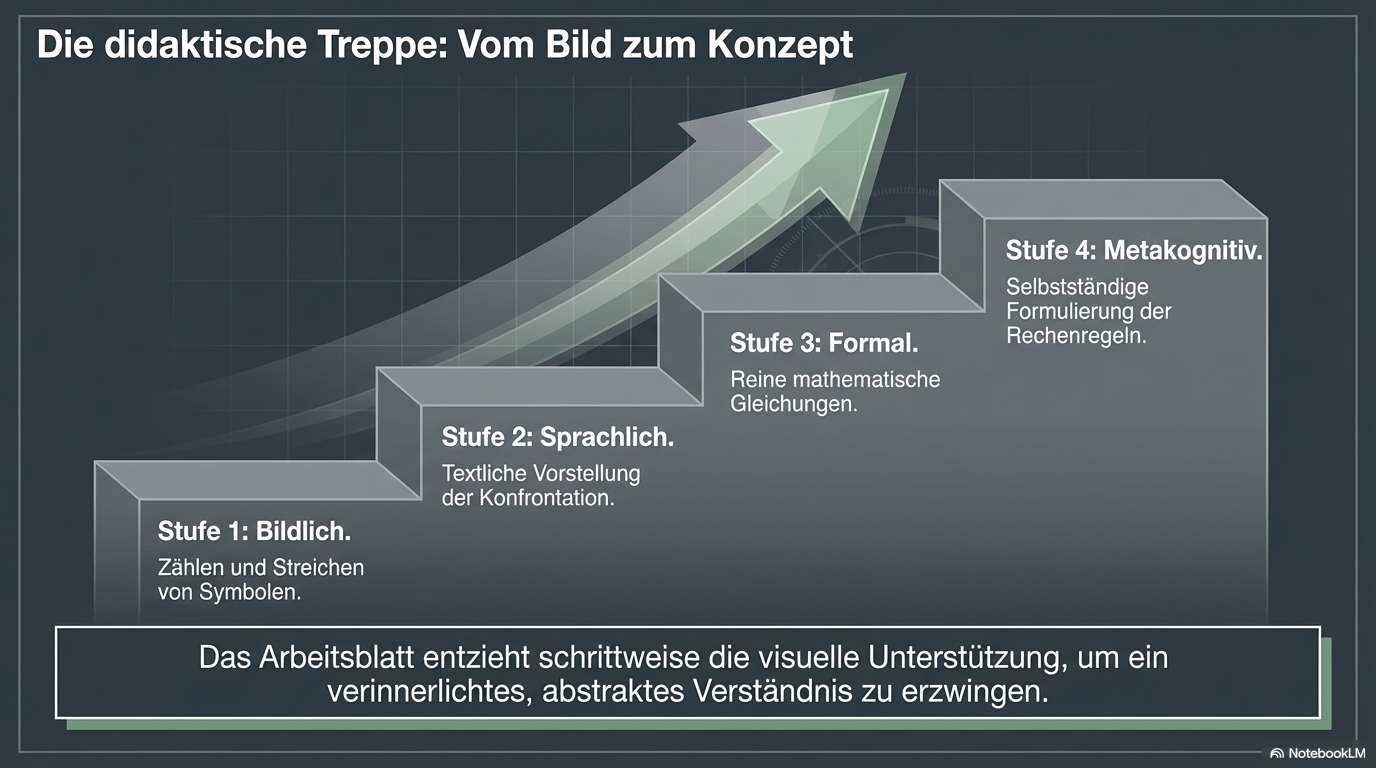 Die didaktische Treppe: Vom Bild zum Konzept
Stufe 1: Bildlich.
Zählen und Streichen
von Symbolen.
Stufe 2: Sprachlich.
Textliche Vorstellung
der Konfrontation.
Stufe 3: Formal.
Reine mathematische
Gleichungen.
Stufe 4: Metakognitiv.
Selbstständige
Formulierung der
Rechenregeln.
Das Arbeitsblatt entzieht schrittweise die visuelle Unterstützung, um ein
verinnerlichtes, abstraktes Verständnis zu erzwingen.
NotebookLM